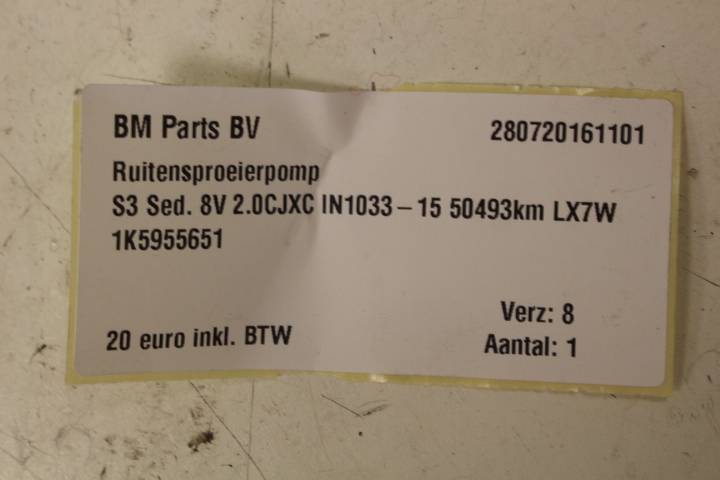 BM Parts BV 280720161101
Ruitensproeierpomp
S3 Sed. 8V 2.0CJXC IN1033 – 15 50493km LX7W
1K5955651
Verz: 8
20 euro inkl. BTW Aantal: 1